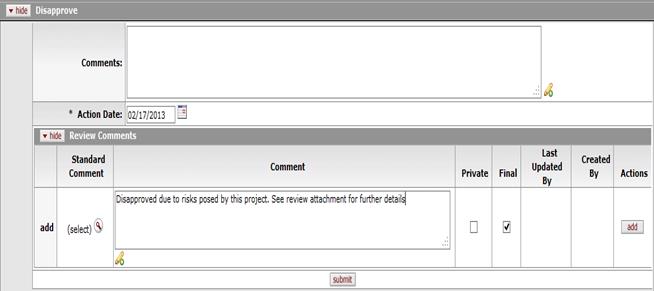 hide Disapprove
Comments:
* Action Date: 02/17/2013
hide Review Comments
Standard Comment Comment Private Final Last Updated By Created By Actions
add (select) Disapproved due to risks posed by this project. See review attachment for further details add
submit